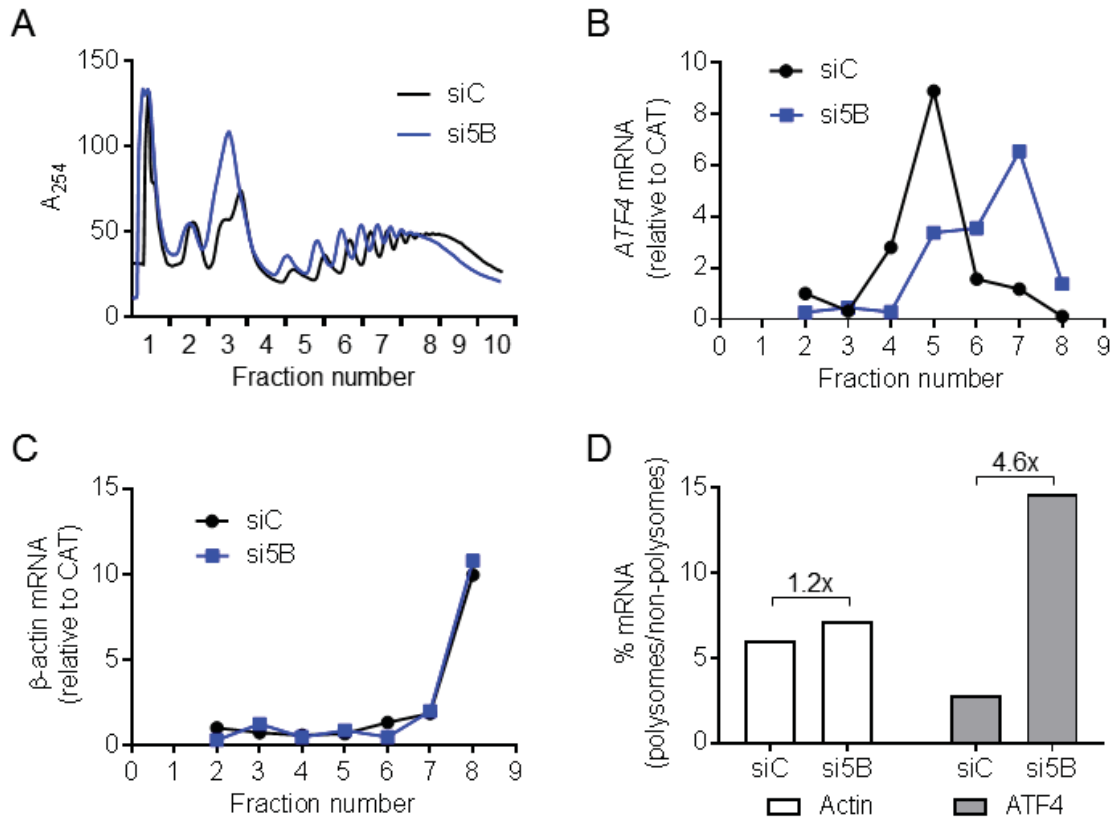 A
150
100
50
0
A254
siC
si5B
1 2 3 4 5 6 7 8 9 10
Fraction number
B
10
8
6
4
2
0
ATF4 mRNA
(relative to CAT)
siC
si5B
0 1 2 3 4 5 6 7 8 9
Fraction number
C
15
10
5
0
β-actin mRNA
(relative to CAT)
siC
si5B
0 1 2 3 4 5 6 7 8 9
Fraction number
D
15
10
5
0
% mRNA
(polysomes/non-polysomes)
1.2x
4.6x
siC si5B siC si5B
Actin ATF4